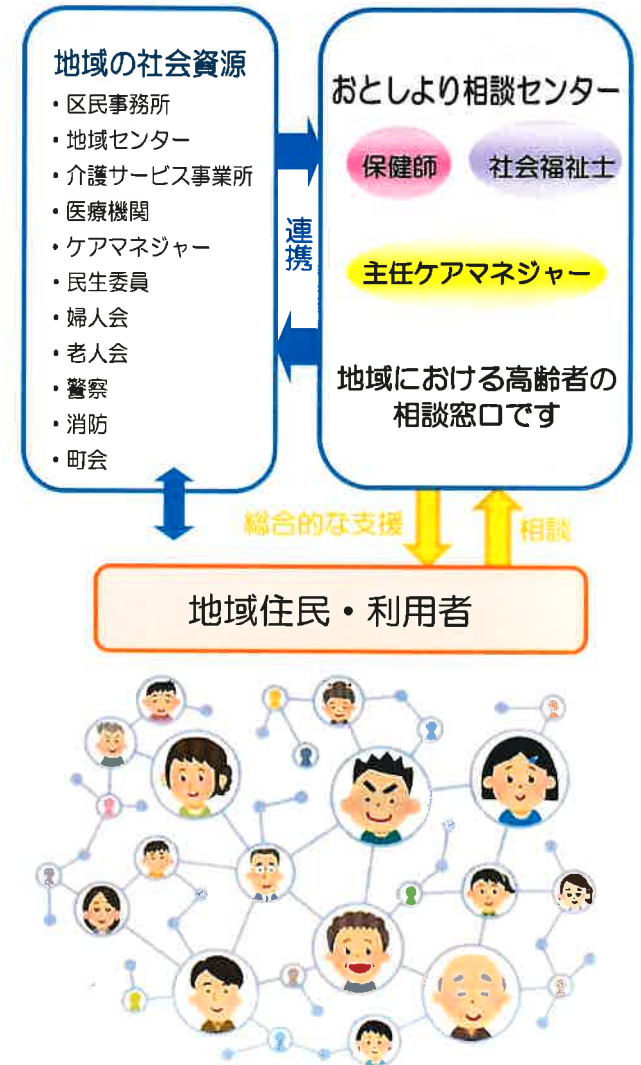 地域の社会資源
・区民事務所
・地域センター
・介護サービス事業所
・医療機関
・ケアマネジャー
・民生委員
・婦人会
・老人会
・警察
・消防
・町会
連携
おとしより相談センター
保健師
社会福祉士
主任ケアマネジャー
地域における高齢者の
相談窓口です
総合的な支援
相談
地域住民・利用者